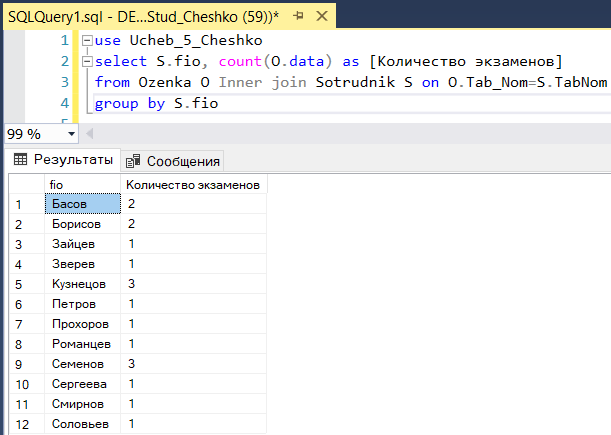 SQLQuery1.sql - DE...Stud_Cheshko (59))*
1 use Ucheb_5_Cheshko
2 select S.fio, count(O.data) as [Количество экзаменов]
3 from Ozenka O Inner join Sotrudnik S on O.Tab_Nom=S.TabNom
4 group by S.fio
99 %
Результаты Сообщения
fio Количество экзаменов
1 Басов 2
2 Борисов 2
3 Зайцев 1
4 Зверев 1
5 Кузнецов 3
6 Петров 1
7 Прохоров 1
8 Романцев 1
9 Семенов 3
10 Сергеева 1
11 Смирнов 1
12 Соловьев 1